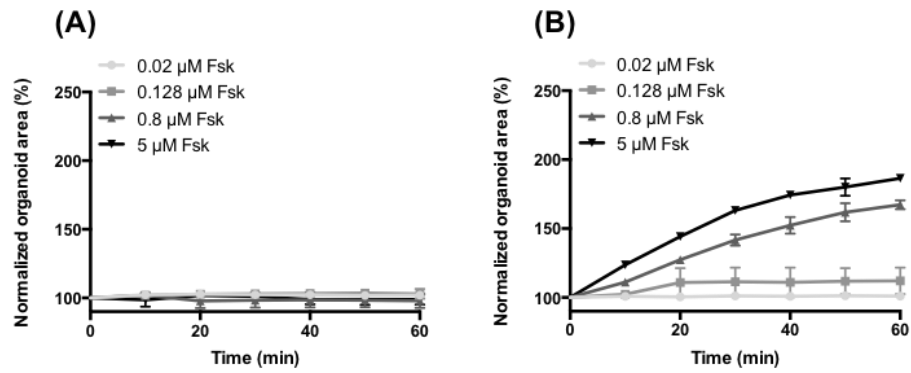 (A)
0.02 µM Fsk
0.128 µM Fsk
0.8 µM Fsk
5 µM Fsk
Normalized organoid area (%)
250
200
150
100
0
20
40
60
Time (min)
(B)
0.02 µM Fsk
0.128 µM Fsk
0.8 µM Fsk
5 µM Fsk
Normalized organoid area (%)
250
200
150
100
0
20
40
60
Time (min)